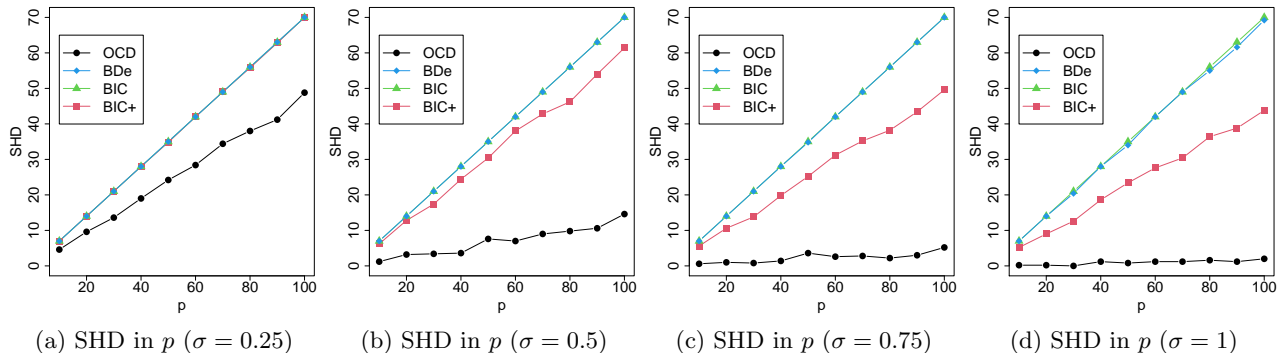 70
60
50
40
30
20
10
0
SHD
OCD
BDe
BIC
BIC+
20
40
60
80
100
p
(a) SHD in p (σ = 0.25)
70
60
50
40
30
20
10
0
SHD
OCD
BDe
BIC
BIC+
20
40
60
80
100
p
(b) SHD in p (σ = 0.5)
70
60
50
40
30
20
10
0
SHD
OCD
BDe
BIC
BIC+
20
40
60
80
100
p
(c) SHD in p (σ = 0.75)
70
60
50
40
30
20
10
0
SHD
OCD
BDe
BIC
BIC+
20
40
60
80
100
p
(d) SHD in p (σ = 1)